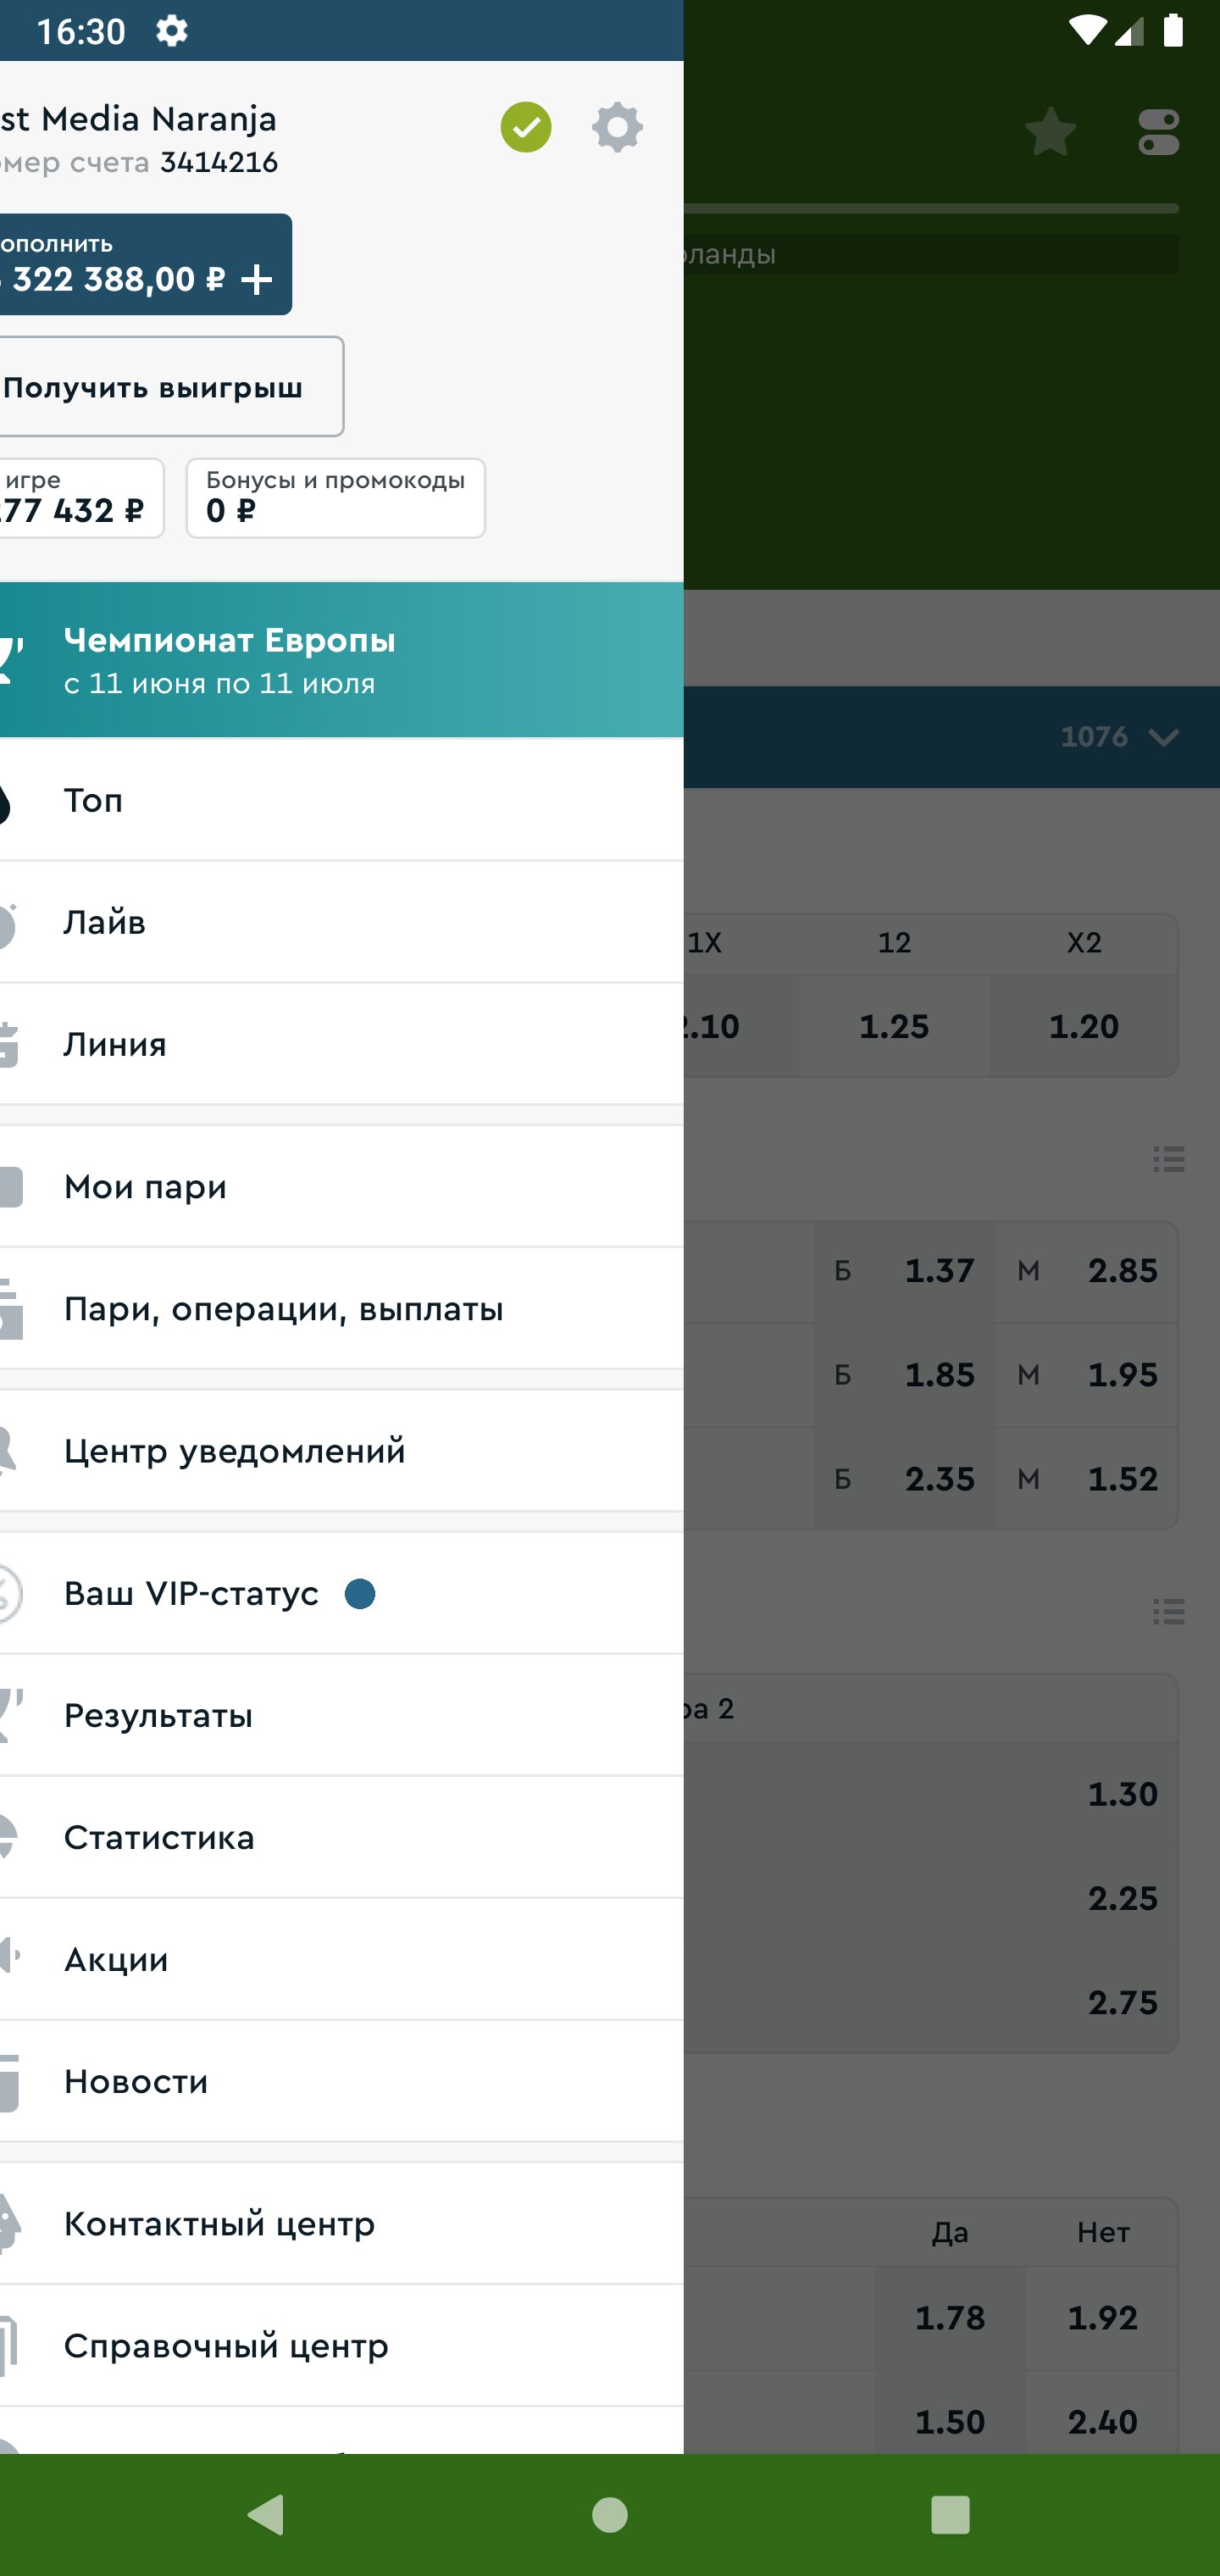 16:30
st Media Naranja
мер счета 3414216
ополнить
322 388,00 ₽
Получить выигрыш
игре
77 432 ₽
Бонусы и промокоды
0 ₽
Чемпионат Европы
с 11 июня по 11 июля
Топ
Лайв
Линия
Мои пари
Пари, операции, выплаты
Центр уведомлений
Ваш VIP-статус
Результаты
Статистика
Акции
Новости
Контактный центр
Справочный центр
рланды
1076
1X 12 X2
.10 1.25 1.20
Б 1.37 М 2.85
Б 1.85 М 1.95
Б 2.35 М 1.52
ра 2
1.30
2.25
2.75
Да Нет
1.78 1.92
1.50 2.40